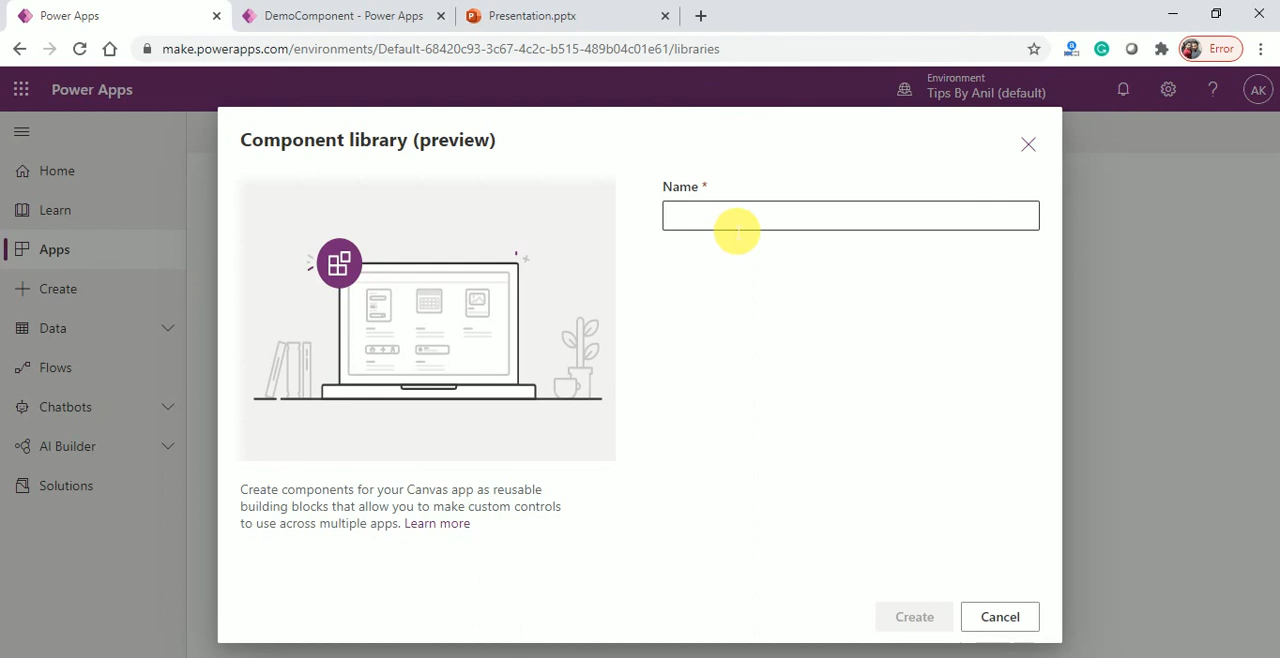 Power Apps
DemoComponent - Power Apps
Presentation.pptx
make.powerapps.com/environments/Default-68420c93-3c67-4c2c-b515-489b04c01e61/libraries
Error
Power Apps
Environment
Tips By Anil (default)
AK
Component library (preview)
Name *
Home
Learn
Apps
Create
Data
Flows
Chatbots
AI Builder
Solutions
Create components for your Canvas app as reusable
building blocks that allow you to make custom controls
to use across multiple apps. Learn more
Create
Cancel